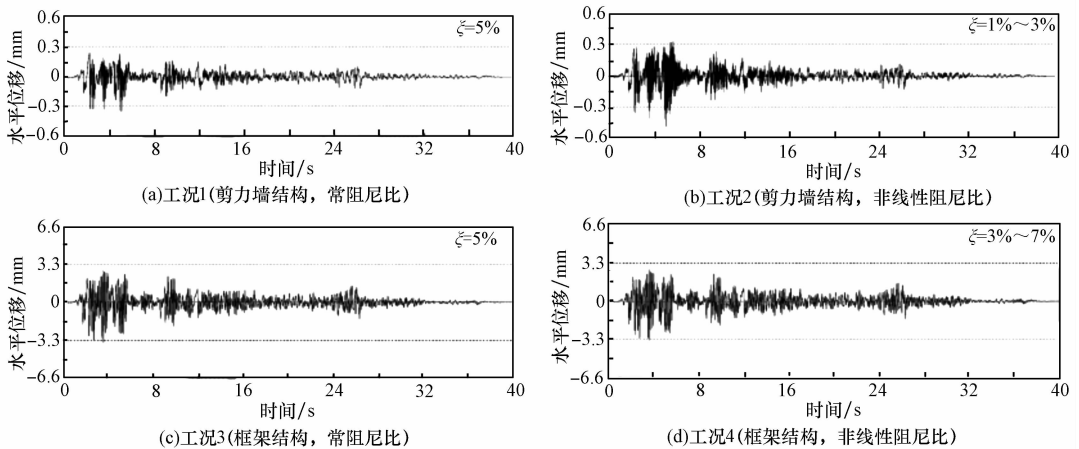 0.6
0.3
0
−0.3
−0.6
水平位移/mm
ξ=5%
0 8 16 24 32 40
时间/s
(a)工况1(剪力墙结构，常阻尼比)
0.6
0.3
0
−0.3
−0.6
水平位移/mm
ξ=1%～3%
0 8 16 24 32 40
时间/s
(b)工况2(剪力墙结构，非线性阻尼比)
6.6
3.3
0
−3.3
−6.6
水平位移/mm
ξ=5%
0 8 16 24 32 40
时间/s
(c)工况3(框架结构，常阻尼比)
6.6
3.3
0
−3.3
−6.6
水平位移/mm
ξ=3%～7%
0 8 16 24 32 40
时间/s
(d)工况4(框架结构，非线性阻尼比)